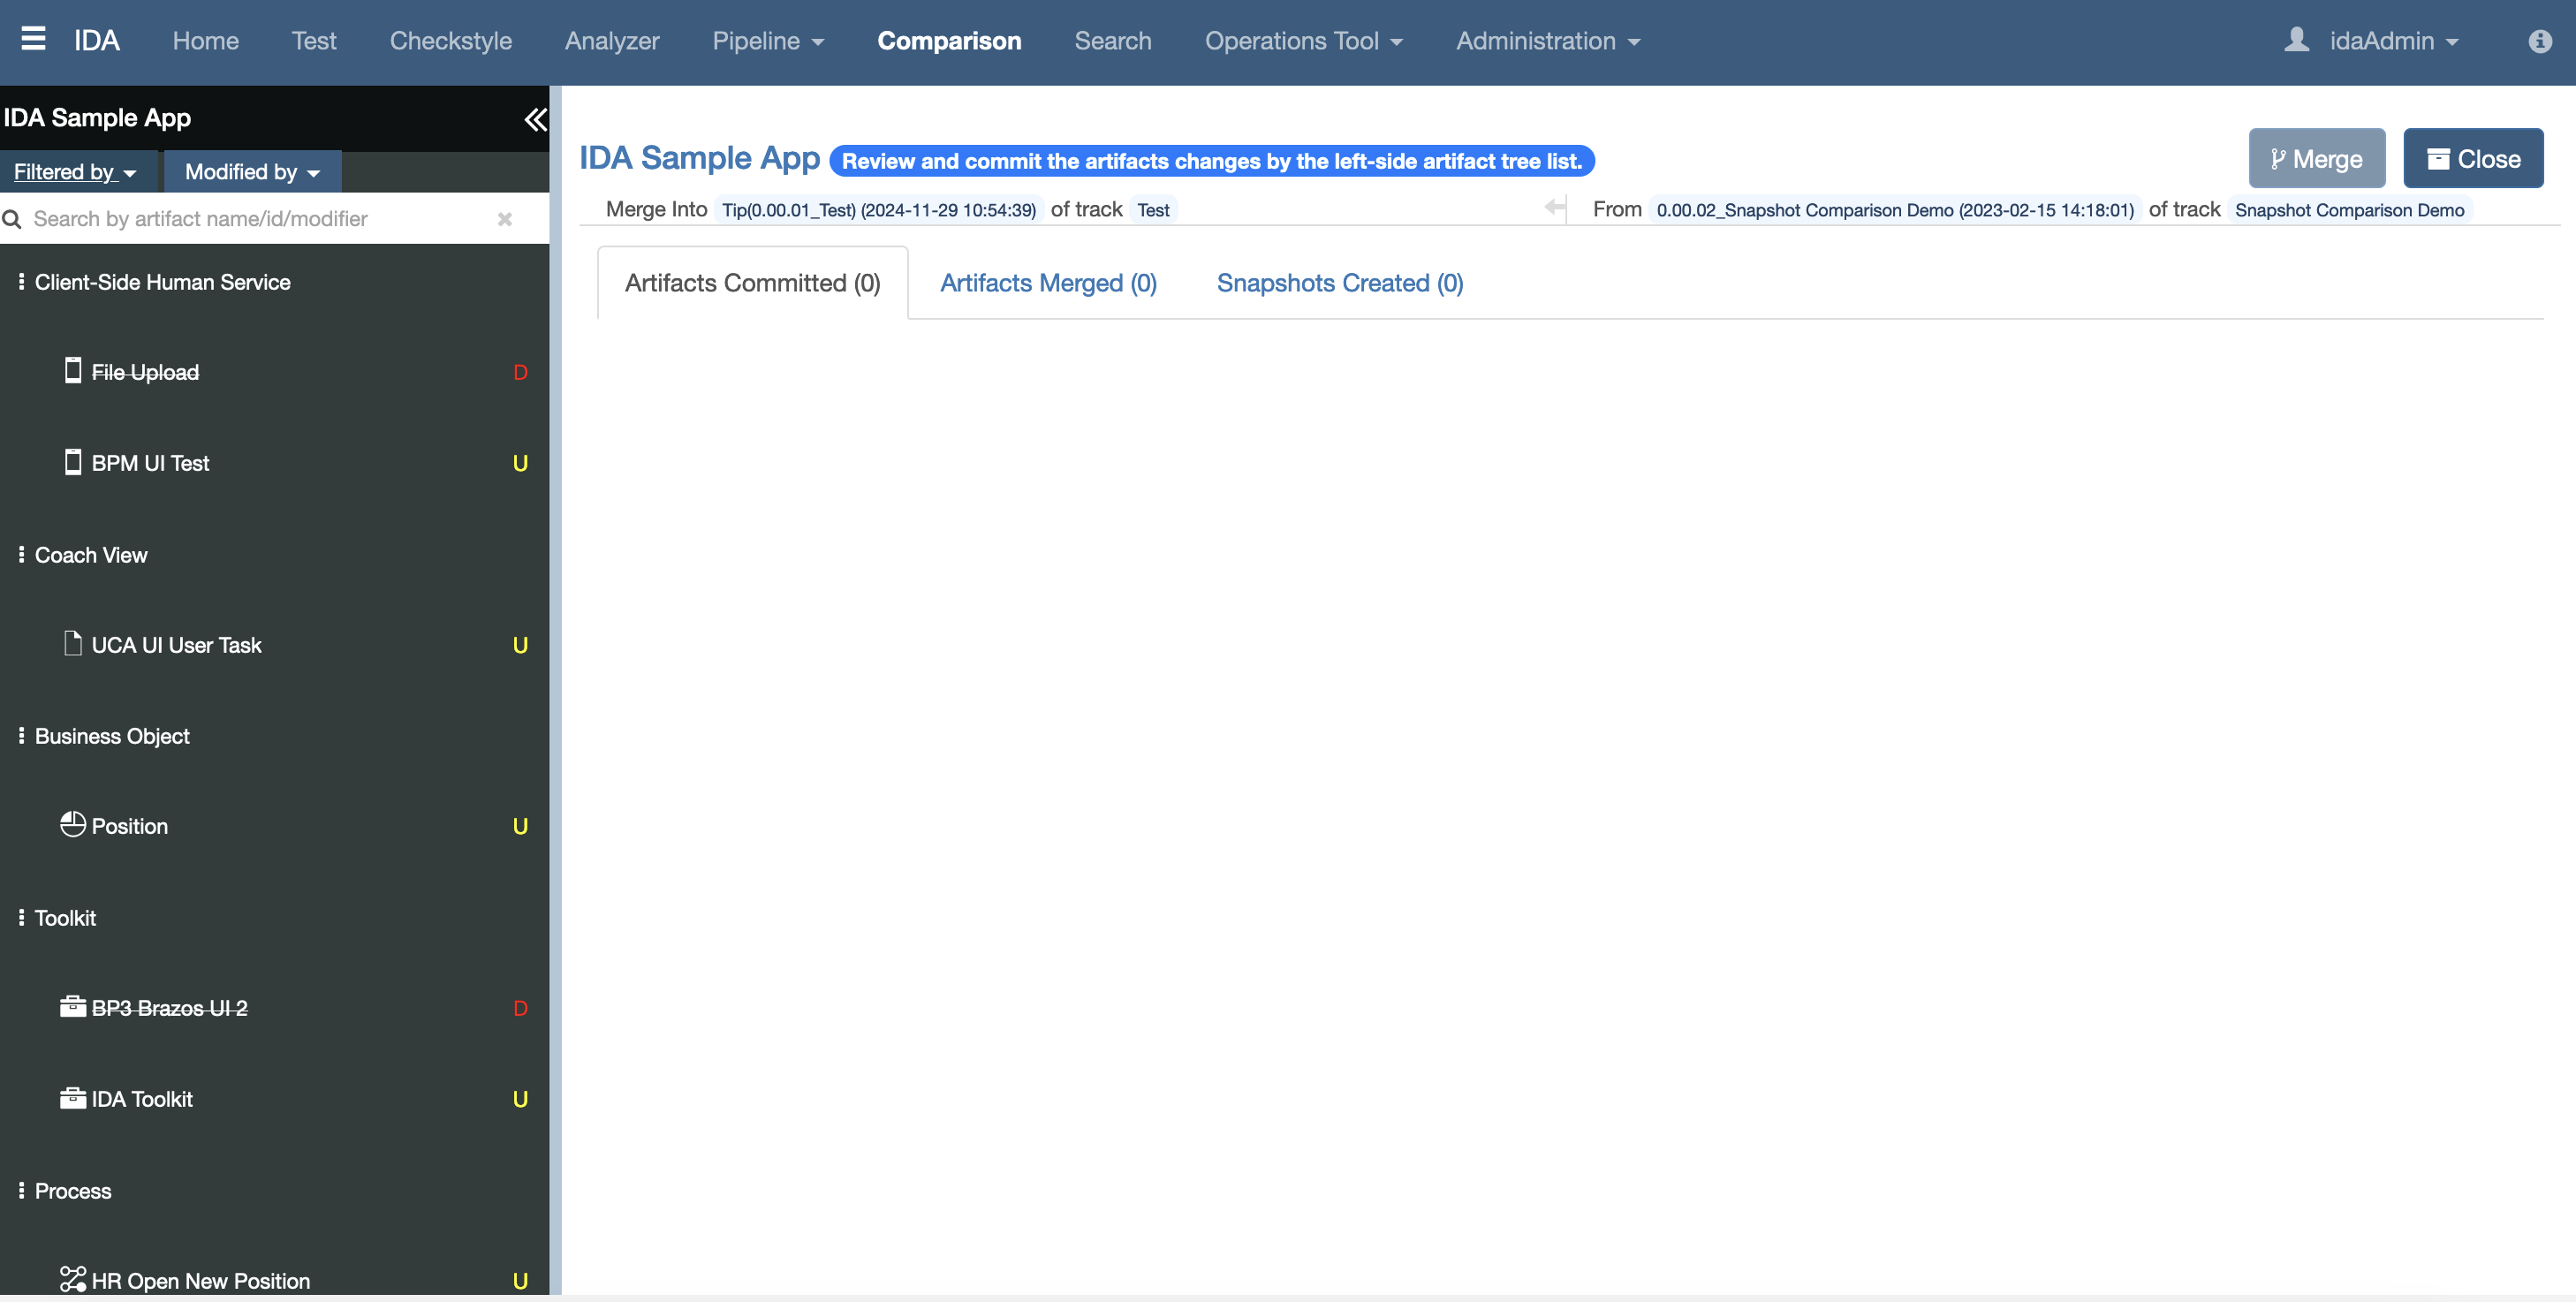 IDA Home Test Checkstyle Analyzer Pipeline Comparison Search Operations Tool Administration idaAdmin
IDA Sample App
Filtered by Modified by
Search by artifact name/id/modifier
Client-Side Human Service
File Upload D
BPM UI Test U
Coach View
UCA UI User Task U
Business Object
Position U
Toolkit
BP3 Brazos UI 2 D
IDA Toolkit U
Process
HR Open New Position U
IDA Sample App Review and commit the artifacts changes by the left-side artifact tree list. Merge Close
Merge Into Tip(0.00.01_Test) (2024-11-29 10:54:39) of track Test From 0.00.02_Snapshot Comparison Demo (2023-02-15 14:18:01) of track Snapshot Comparison Demo
Artifacts Committed (0) Artifacts Merged (0) Snapshots Created (0)